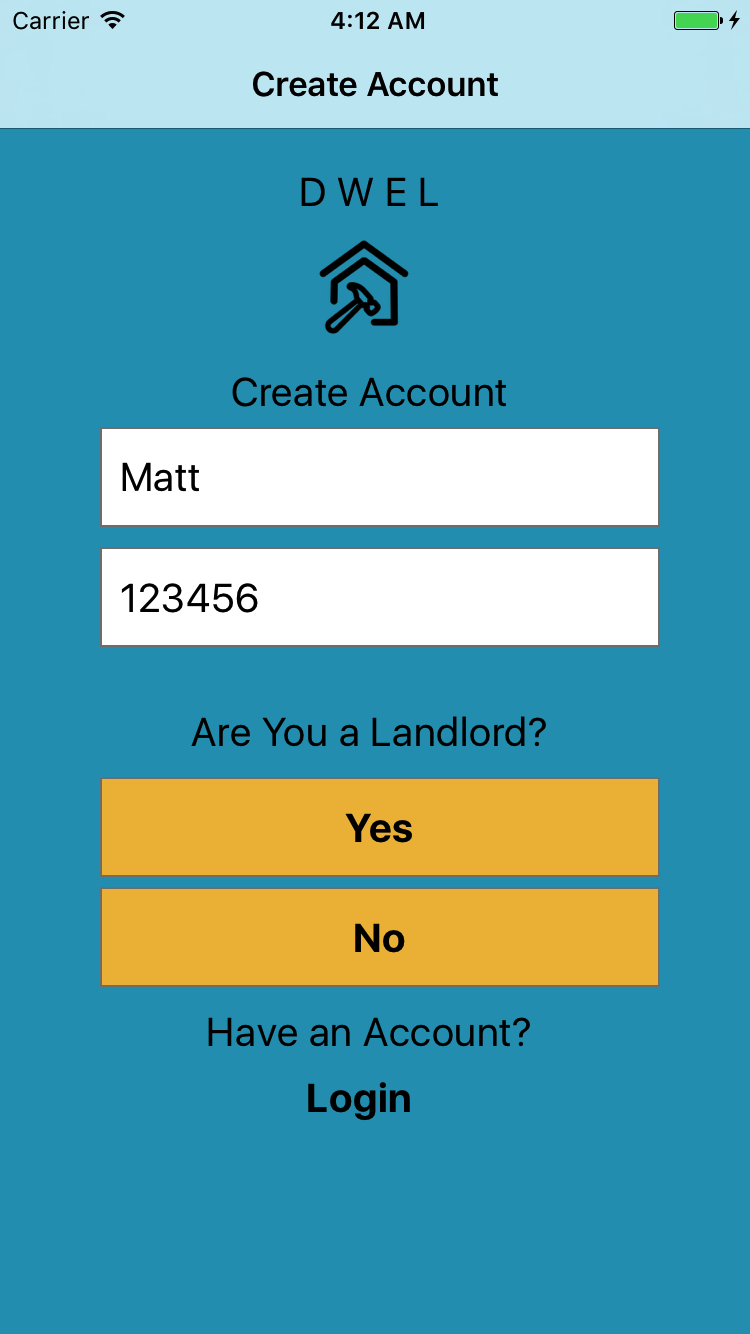 Carrier 4:12 AM
Create Account
D W E L
Create Account
Matt
123456
Are You a Landlord?
Yes
No
Have an Account?
Login